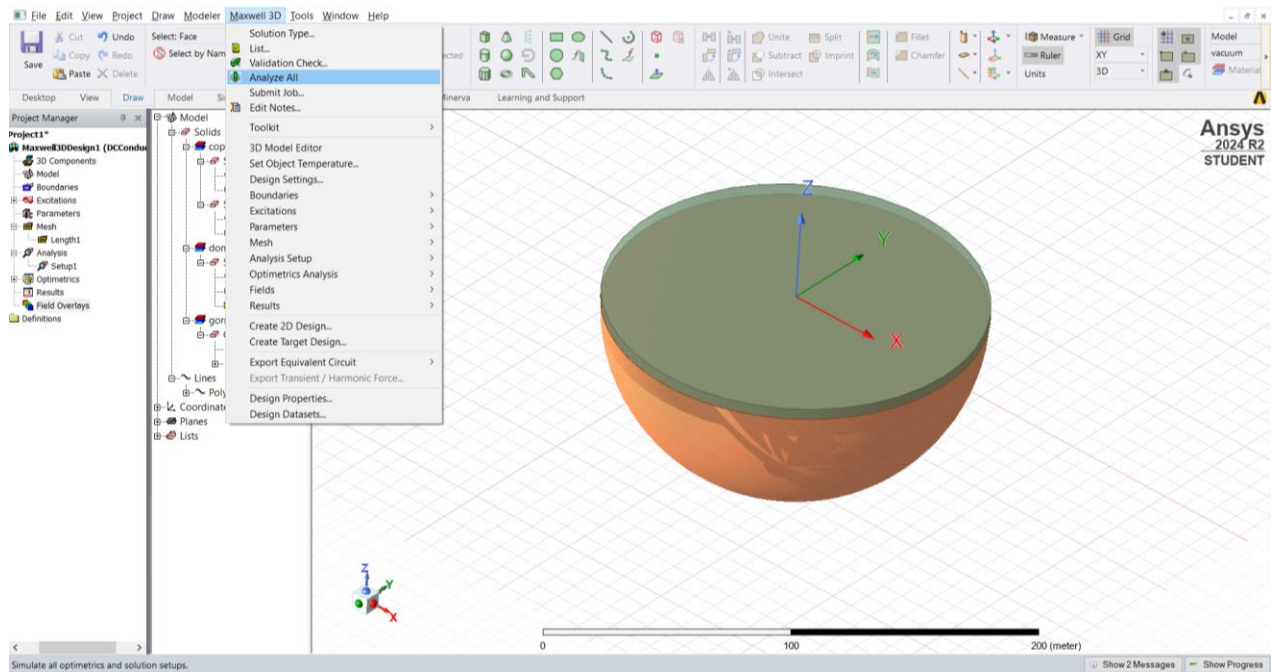 File Edit View Project Draw Modeler Maxwell 3D Tools Window Help
Save
Cut
Copy
Paste
Undo
Redo
Delete
Select: Face
Select by Nam
ected
Unite
Subtract
Intersect
Split
Imprint
Fillet
Chamfer
Measure
Ruler
Units
Grid
XY
3D
Model
vacuum
Material
Desktop View Draw Model Minerva Learning and Support
Project Manager
Project1*
Maxwell3DDesign1 (DCCondu
3D Components
Model
Boundaries
Excitations
Parameters
Mesh
Length1
Analysis
Setup1
Optimetrics
Results
Field Overlays
Definitions
Model
Solids
cop
don
gor
Lines
Poly
Coordinat
Planes
Lists
Solution Type...
List...
Validation Check...
Analyze All
Submit Job...
Edit Notes...
Toolkit
3D Model Editor
Set Object Temperature...
Design Settings...
Boundaries
Excitations
Parameters
Mesh
Analysis Setup
Optimetrics Analysis
Fields
Results
Create 2D Design...
Create Target Design...
Export Equivalent Circuit
Export Transient / Harmonic Force...
Design Properties...
Design Datasets...
Ansys
2024 R2
STUDENT
Z
Y
X
Z
Y
X
0 100 200 (meter)
Simulate all optimetrics and solution setups.
Show 2 Messages
Show Progress